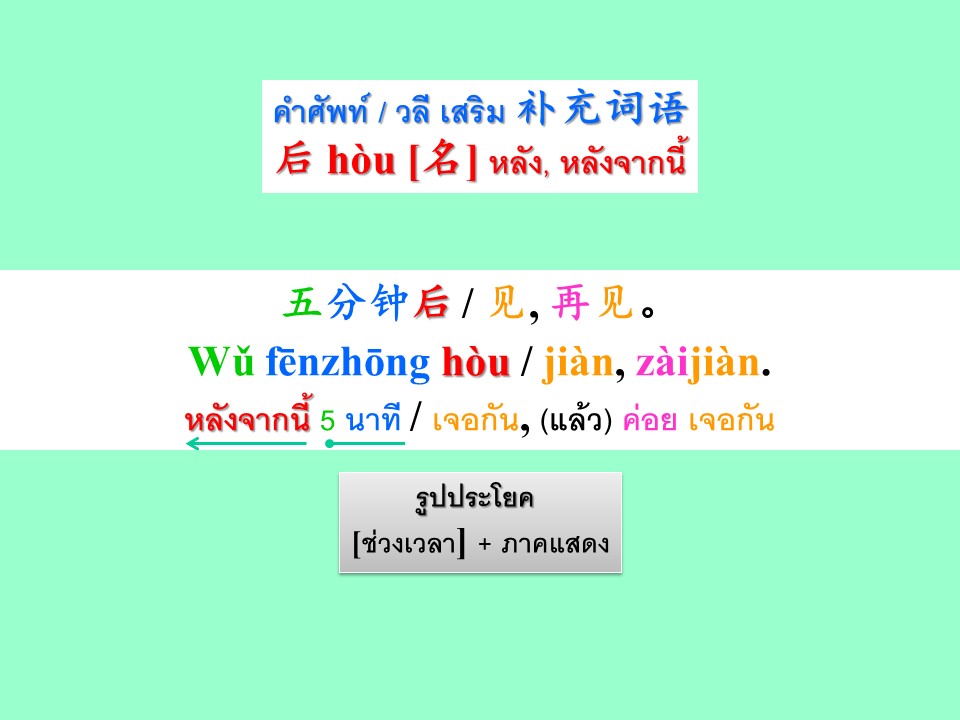 คำศัพท์ / วลี เสริม 补充词语
后 hòu [名] หลัง, หลังจากนี้
五分钟后 / 见, 再见。
Wǔ fēnzhōng hòu / jiàn, zàijiàn.
หลังจากนี้ 5 นาที / เจอกัน, (แล้ว) ค่อย เจอกัน
รูปประโยค
[ช่วงเวลา] + ภาคแสดง